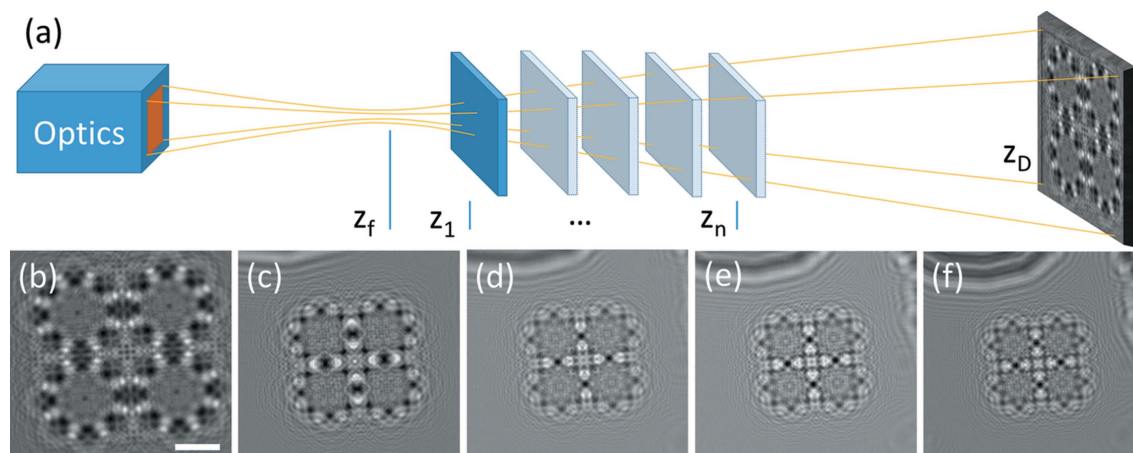 (a)
Optics
z_f
z_1
...
z_n
z_D
(b)
(c)
(d)
(e)
(f)